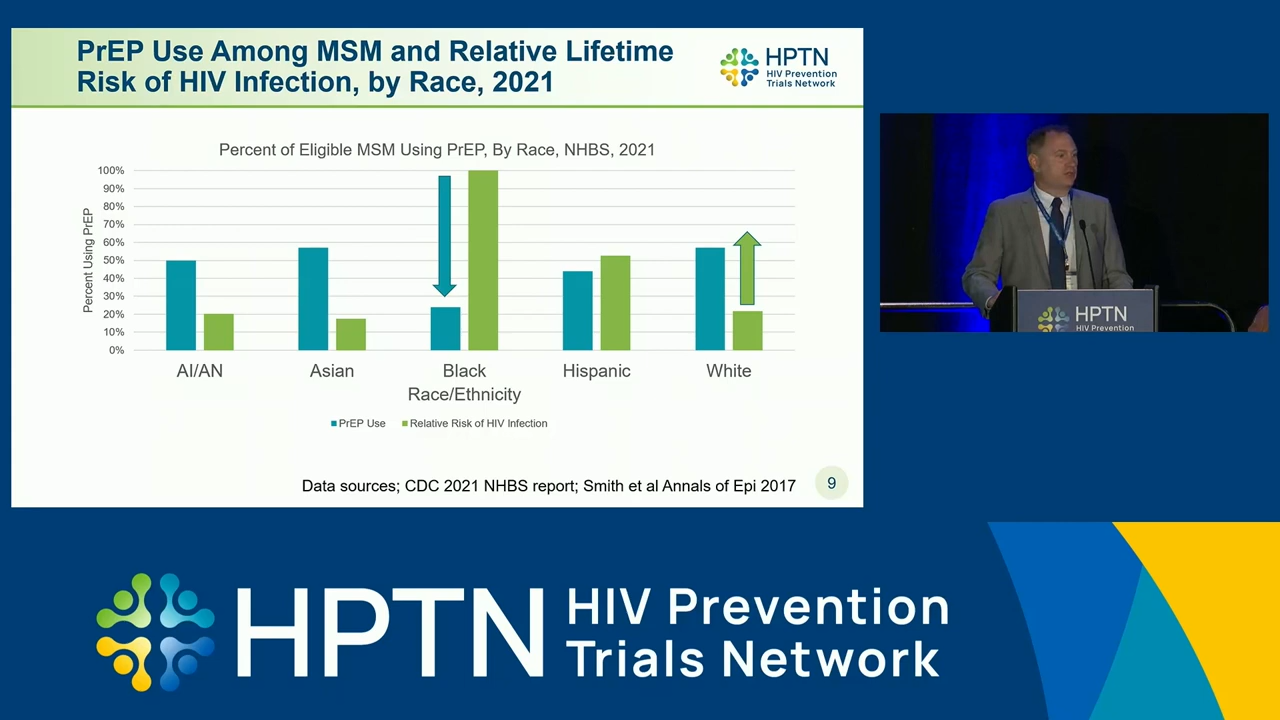 PrEP Use Among MSM and Relative Lifetime
Risk of HIV Infection, by Race, 2021
HPTN
HIV Prevention
Trials Network
Percent of Eligible MSM Using PrEP, By Race, NHBS, 2021
Percent Using PrEP
100%
90%
80%
70%
60%
50%
40%
30%
20%
10%
0%
AI/AN
Asian
Black
Hispanic
White
Race/Ethnicity
PrEP Use
Relative Risk of HIV Infection
Data sources; CDC 2021 NHBS report; Smith et al Annals of Epi 2017
9
HPTN
HIV Prevention
HPTN
HIV Prevention
Trials Network